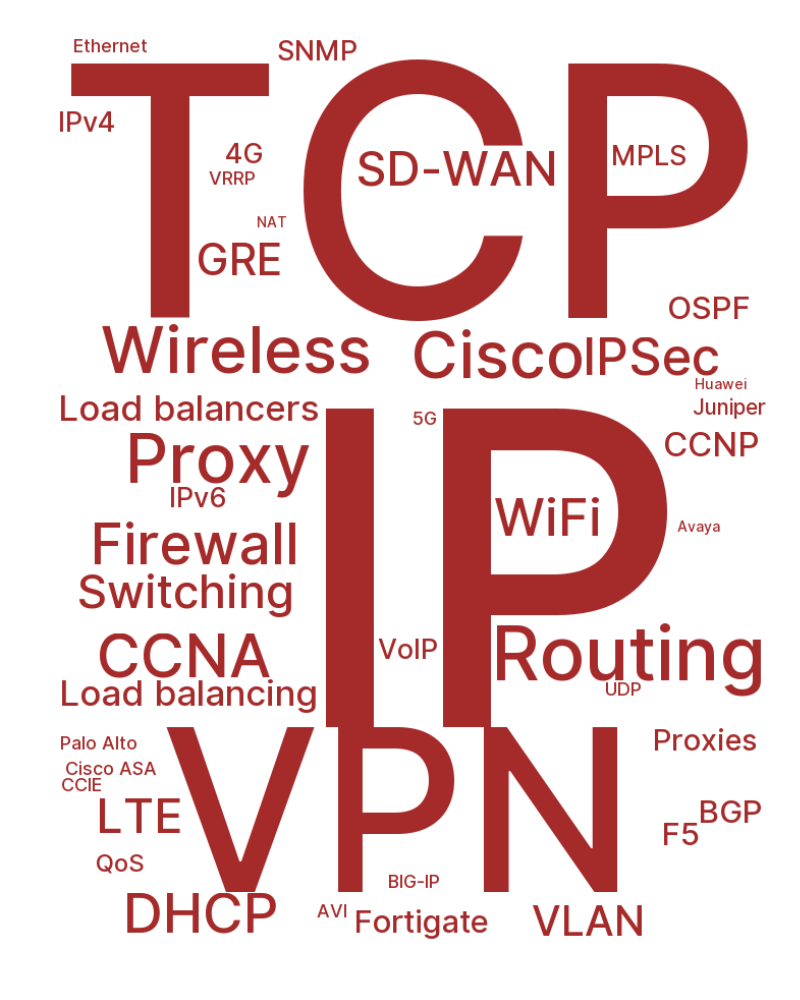 Ethernet
SNMP
TCP
IPv4
4G
SD-WAN
MPLS
VRRP
NAT
GRE
OSPF
Wireless
Cisco
IPSec
Huawei
Load balancers
5G
Juniper
IP
Proxy
CCNP
IPv6
WiFi
Avaya
Firewall
Switching
CCNA
VoIP
Routing
Load balancing
UDP
VPN
Palo Alto
Proxies
Cisco ASA
CCIE
LTE
BGP
F5
QoS
BIG-IP
DHCP
AVI
Fortigate
VLAN